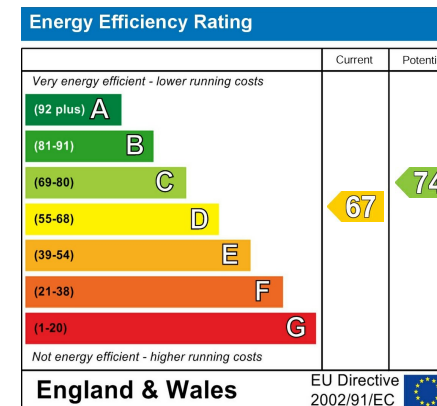 Energy Efficiency Rating
Current
Potenti
Very energy efficient - lower running costs
(92 plus) A
(81-91) B
(69-80) C
74
(55-68) D
67
(39-54) E
(21-38) F
(1-20) G
Not energy efficient - higher running costs
England & Wales
EU Directive
2002/91/EC